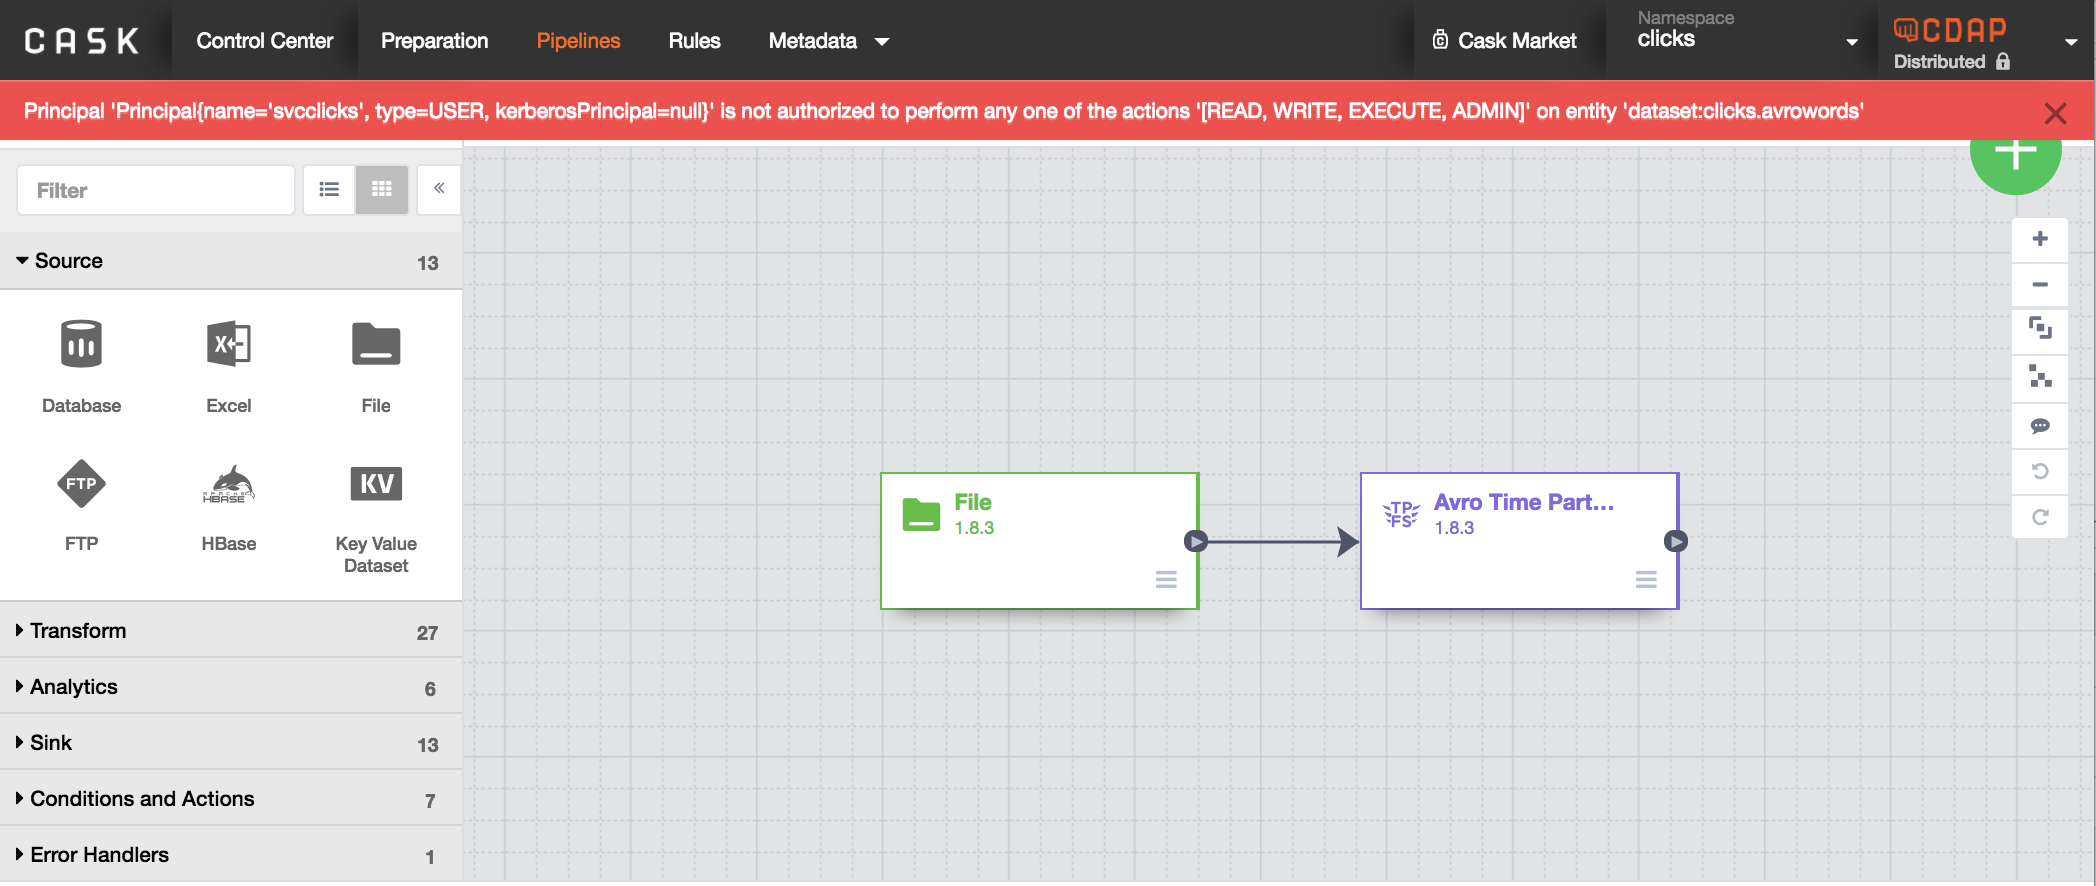 CASK
Control Center
Preparation
Pipelines
Rules
Metadata
Cask Market
Namespace
clicks
CDAP
Distributed
Principal 'Principal{name='svcclicks', type=USER, kerberosPrincipal=null}' is not authorized to perform any one of the actions '[READ, WRITE, EXECUTE, ADMIN]' on entity 'dataset:clicks.avrowords'
Filter
Source 13
Database
X
Excel
File
FTP
FTP
APACHE
HBASE
HBase
KV
Key Value
Dataset
Transform 27
Analytics 6
Sink 13
Conditions and Actions 7
Error Handlers 1
File
1.8.3
TP
FS
Avro Time Part...
1.8.3